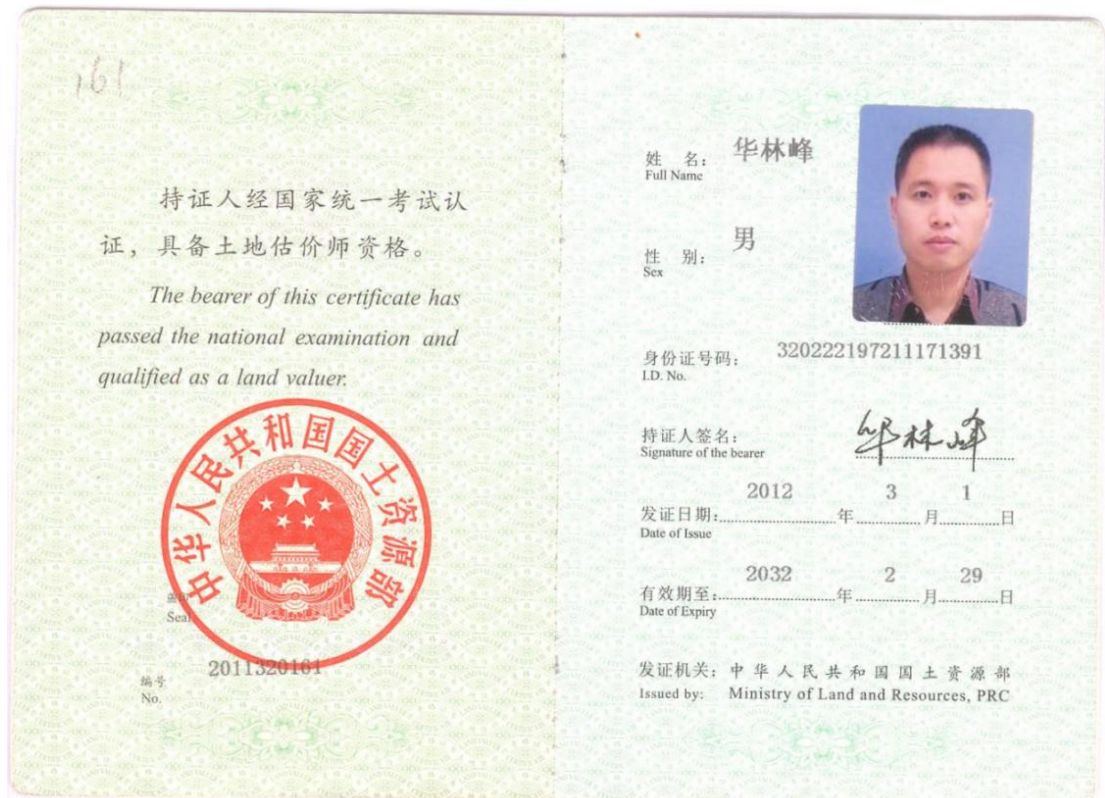 161
持证人经国家统一考试认
证，具备土地估价师资格。
The bearer of this certificate has
passed the national examination and
qualified as a land valuer.
中华人民共和国国土资源部
盖印
Seal
编号
No.
2011320161
姓 名： 华林峰
Full Name
性 别： 男
Sex
身份证号码： 320222197211171391
I.D. No.
持证人签名： 华林峰
Signature of the bearer
发证日期： 2012 年 3 月 1 日
Date of Issue
有效期至： 2032 年 2 月 29 日
Date of Expiry
发证机关： 中华人民共和国国土资源部
Issued by: Ministry of Land and Resources, PRC